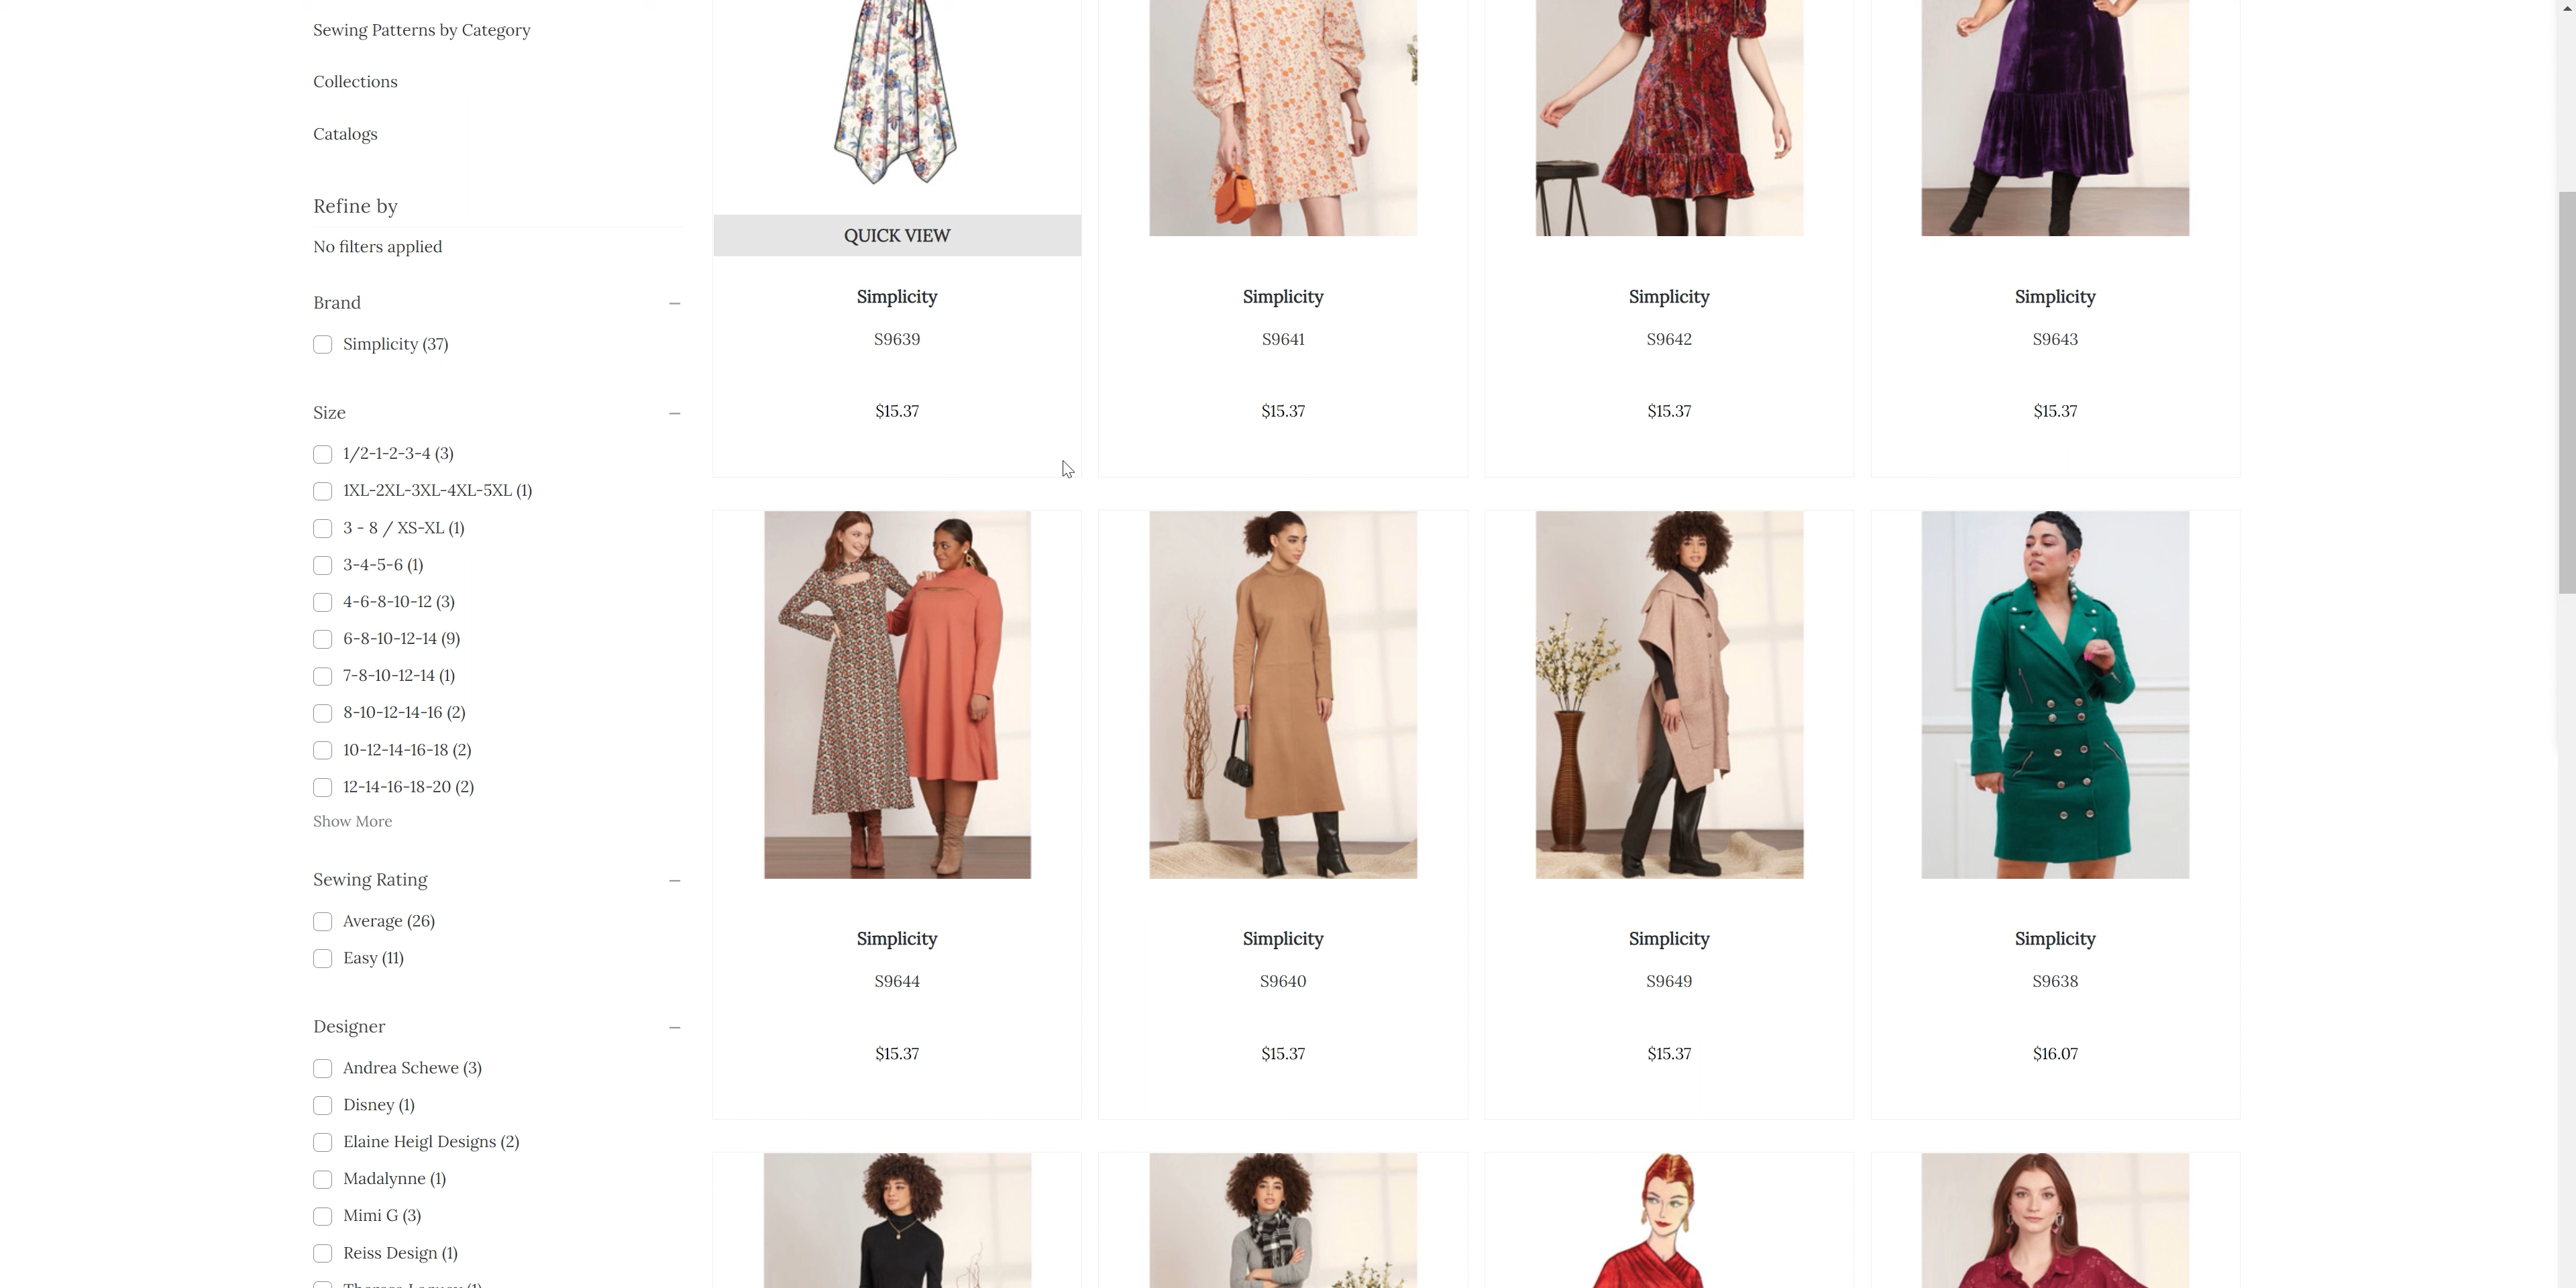 Sewing Patterns by Category
Collections
Catalogs
Refine by
No filters applied
Brand
Simplicity (37)
Size
1/2-1-2-3-4 (3)
1XL-2XL-3XL-4XL-5XL (1)
3 - 8 / XS-XL (1)
3-4-5-6 (1)
4-6-8-10-12 (3)
6-8-10-12-14 (9)
7-8-10-12-14 (1)
8-10-12-14-16 (2)
10-12-14-16-18 (2)
12-14-16-18-20 (2)
Show More
Sewing Rating
Average (26)
Easy (11)
Designer
Andrea Schewe (3)
Disney (1)
Elaine Heigl Designs (2)
Madalynne (1)
Mimi G (3)
Reiss Design (1)
QUICK VIEW
Simplicity
S9639
$15.37
Simplicity
S9641
$15.37
Simplicity
S9642
$15.37
Simplicity
S9643
$15.37
Simplicity
S9644
$15.37
Simplicity
S9640
$15.37
Simplicity
S9649
$15.37
Simplicity
S9638
$16.07